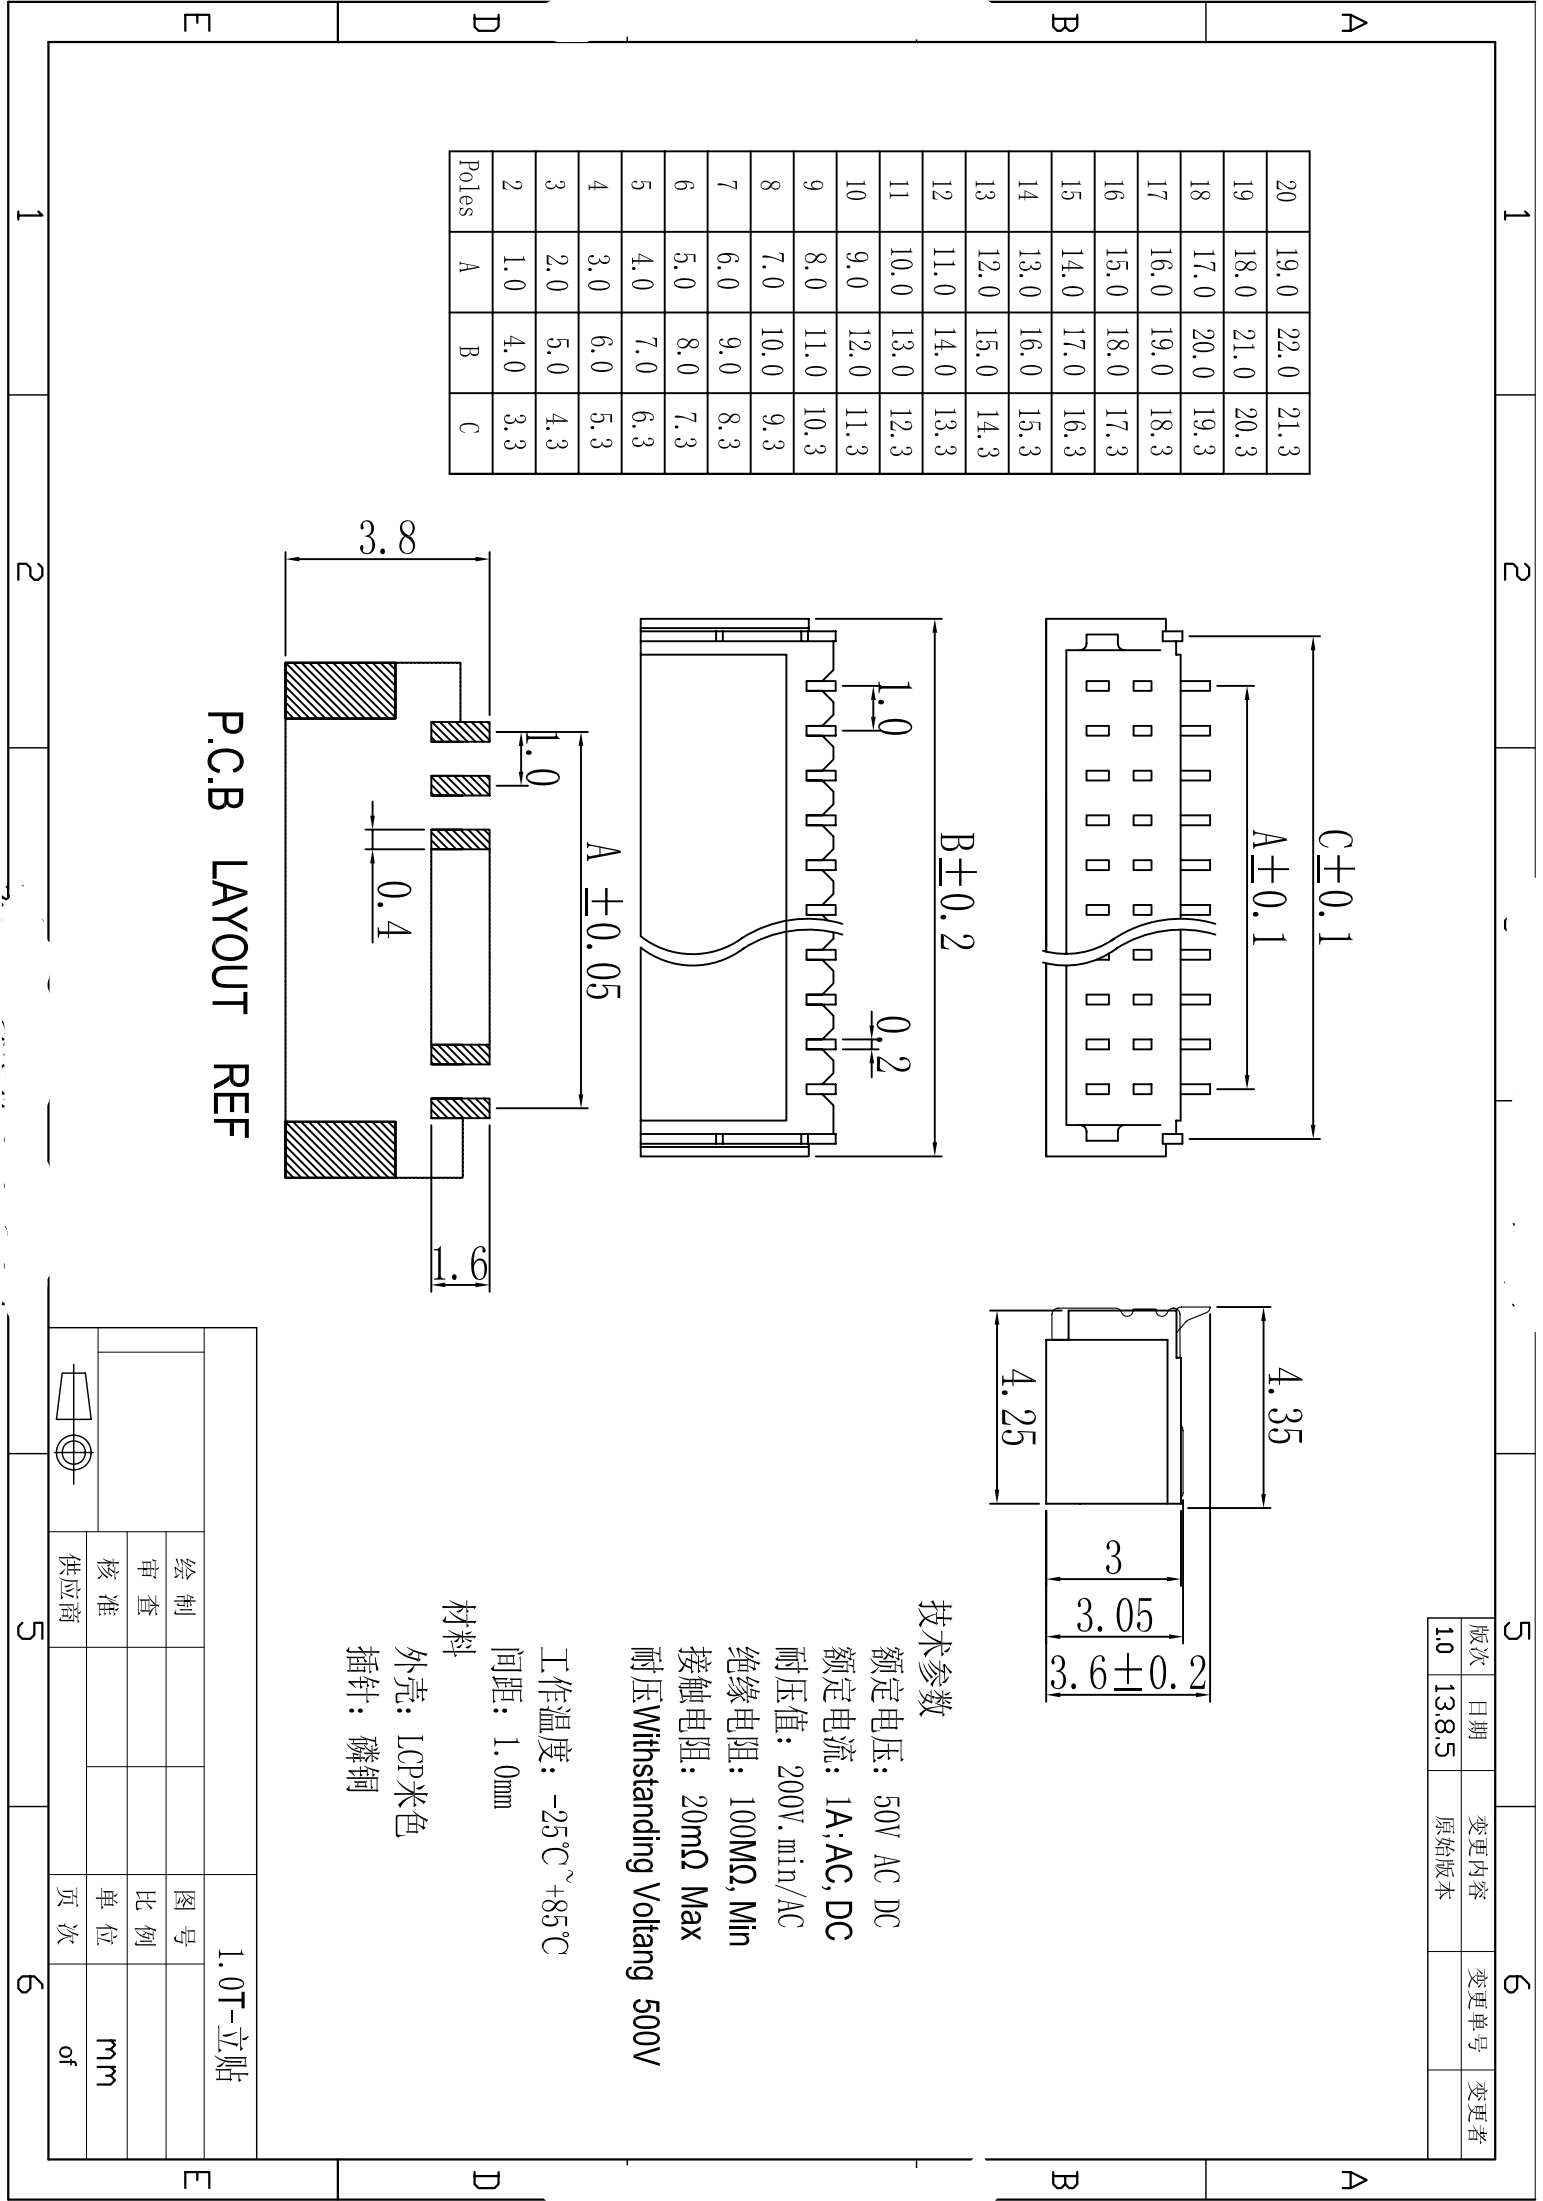 A
B
D
E
1
2
5
6
版次 日期 变更内容 变更单号 变更者
1.0 13.8.5 原始版本
20 19.0 22.0 21.3
19 18.0 21.0 20.3
18 17.0 20.0 19.3
17 16.0 19.0 18.3
16 15.0 18.0 17.3
15 14.0 17.0 16.3
14 13.0 16.0 15.3
13 12.0 15.0 14.3
12 11.0 14.0 13.3
11 10.0 13.0 12.3
10 9.0 12.0 11.3
9 8.0 11.0 10.3
8 7.0 10.0 9.3
7 6.0 9.0 8.3
6 5.0 8.0 7.3
5 4.0 7.0 6.3
4 3.0 6.0 5.3
3 2.0 5.0 4.3
2 1.0 4.0 3.3
Poles A B C
C±0.1
A±0.1
B±0.2
1.0
0.2
A ±0.05
1.0
0.4
3.8
1.6
P.C.B LAYOUT REF
4.35
4.25
3
3.05
3.6±0.2
技术参数
额定电压: 50V AC DC
额定电流: 1A;AC, DC
耐压值: 200V.min/AC
绝缘电阻: 100MΩ, Min
接触电阻: 20mΩ Max
耐压Withstanding Voltang 500V
工作温度: -25℃~+85℃
间距: 1.0mm
材料
外壳: LCP米色
插针: 磷铜
1.0T-立贴
绘 制 图 号
审 查 比 例
核 准 单 位 mm
供应商 页 次 of
1
2
5
6
A
B
D
E